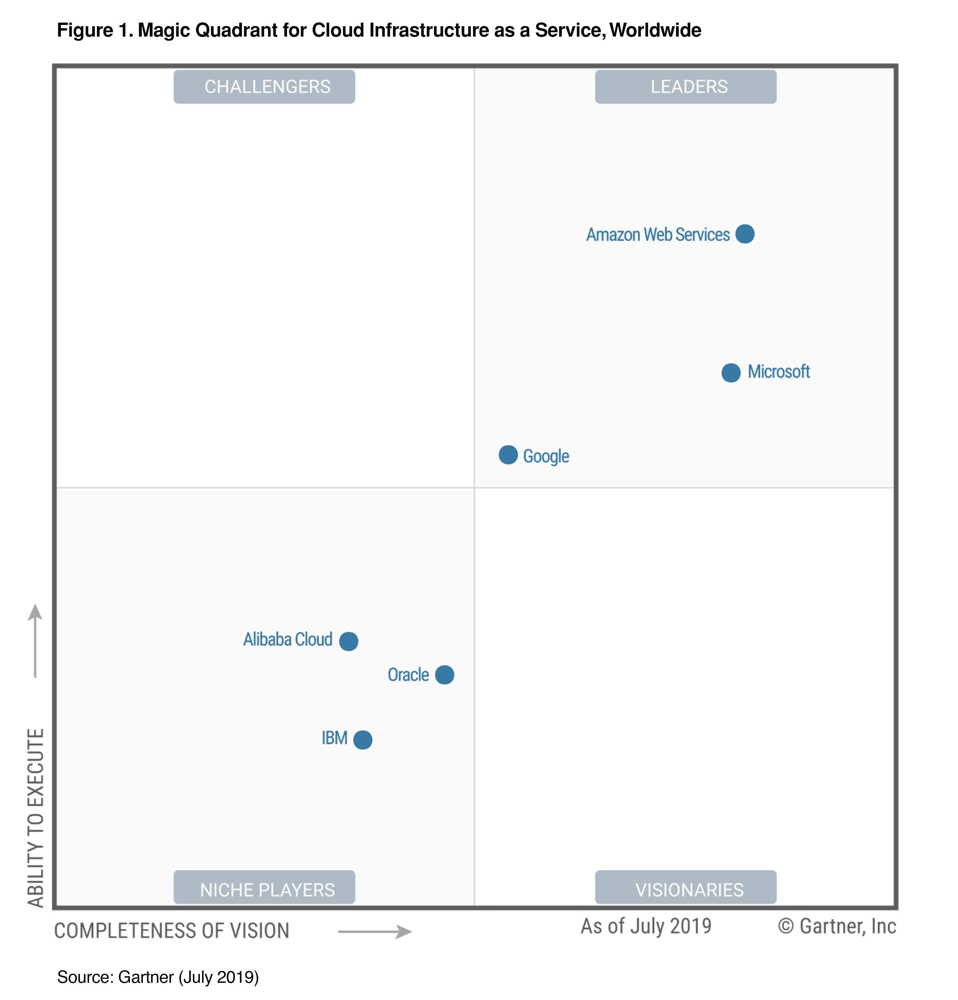 Figure 1. Magic Quadrant for Cloud Infrastructure as a Service, Worldwide
CHALLENGERS
LEADERS
Amazon Web Services
Microsoft
Google
Alibaba Cloud
Oracle
IBM
NICHE PLAYERS
VISIONARIES
ABILITY TO EXECUTE
COMPLETENESS OF VISION
As of July 2019
© Gartner, Inc
Source: Gartner (July 2019)